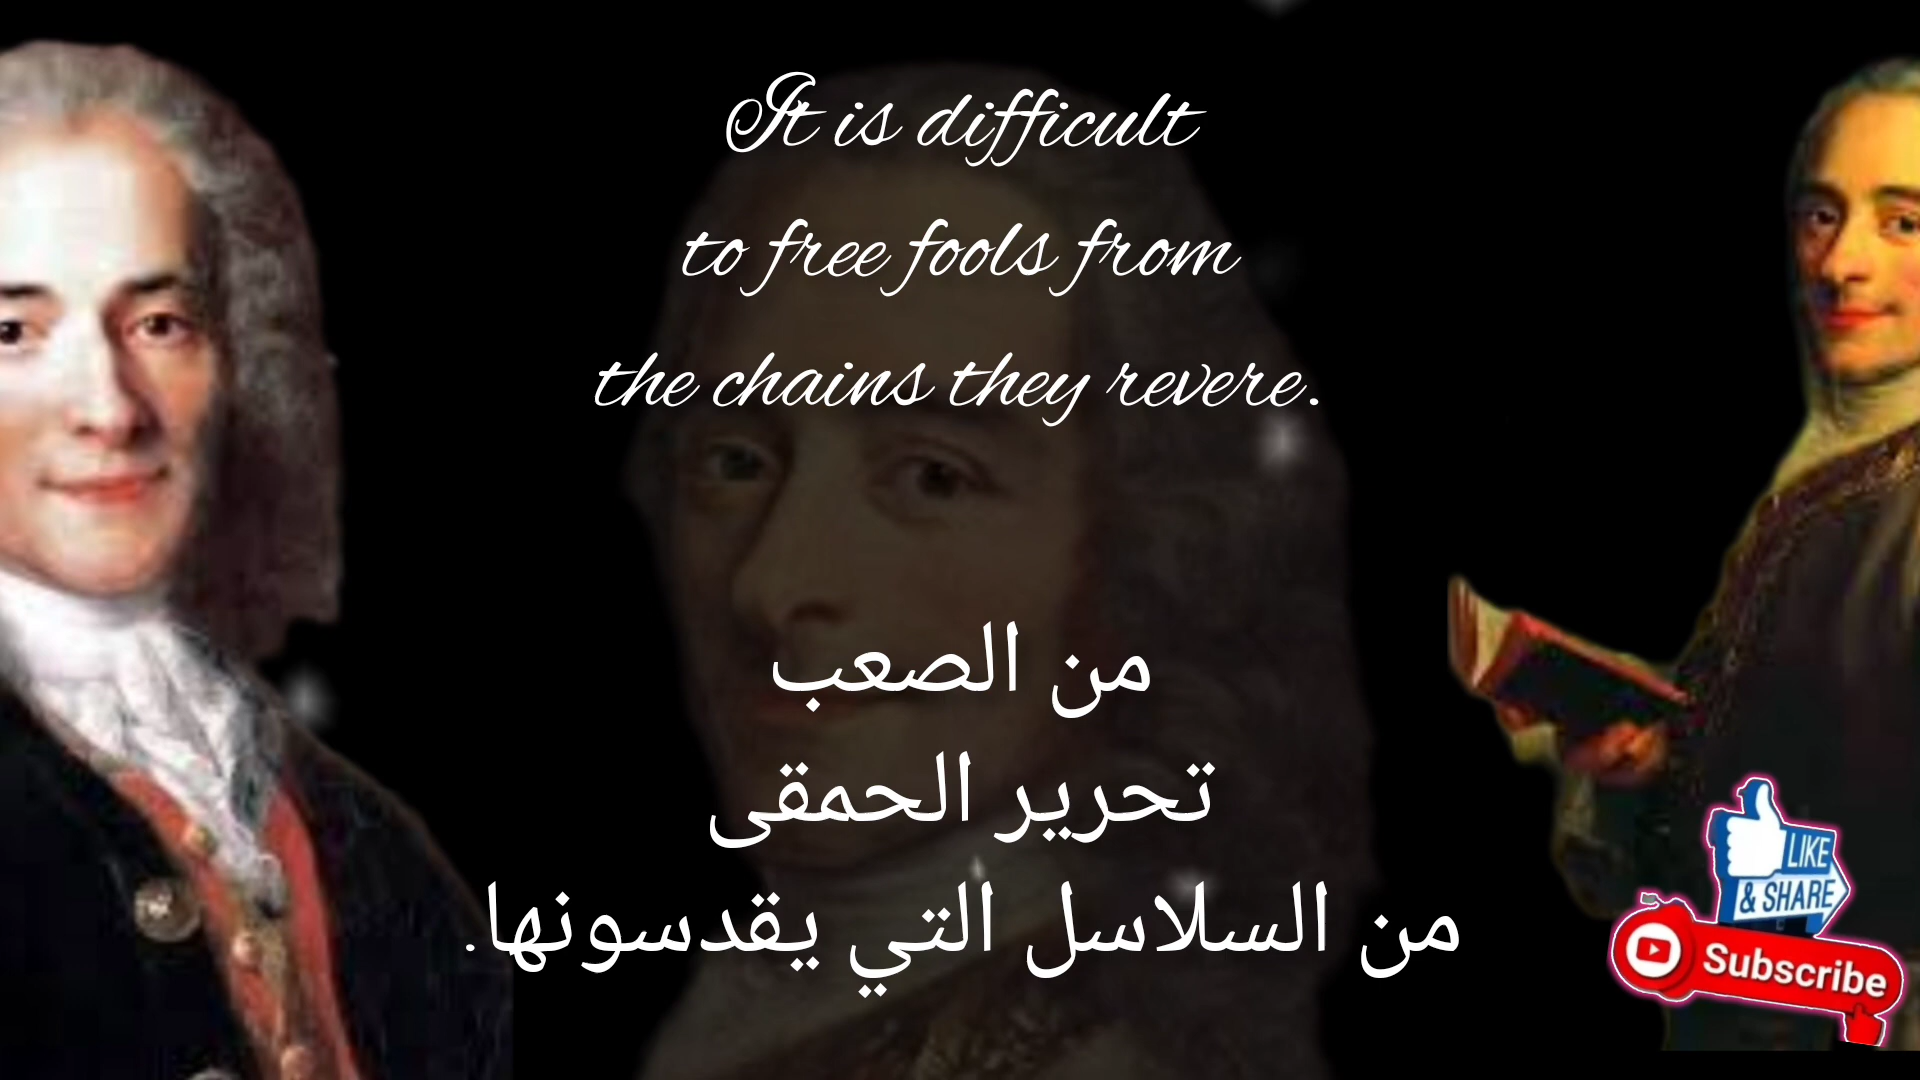 It is difficult
to free fools from
the chains they revere.
من الصعب
تحرير الحمقى
من السلاسل التي يقدسونها.
LIKE
& SHARE
Subscribe